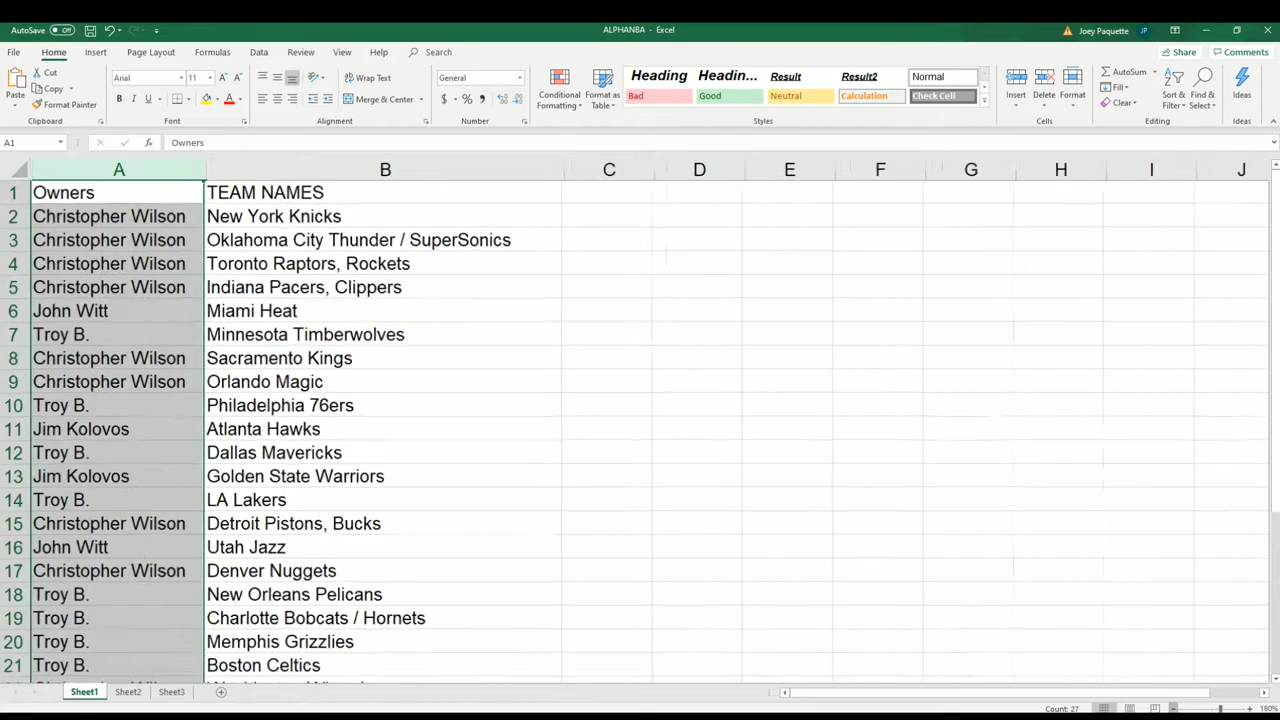 AutoSave Off
ALPHANBA - Excel
Joey Paquette JP
File Home Insert Page Layout Formulas Data Review View Help Search Share Comments
Paste Cut Copy Format Painter Clipboard
Arial 11 Font
Wrap Text Merge & Center Alignment
General Number
Conditional Formatting Format as Table
Heading Headin... Result Result2 Normal
Bad Good Neutral Calculation Check Cell
Styles
Insert Delete Format Cells
AutoSum Fill Clear Sort & Filter Find & Select Editing
Ideas Ideas
A1 fx Owners
A B C D E F G H I J
1 Owners TEAM NAMES
2 Christopher Wilson New York Knicks
3 Christopher Wilson Oklahoma City Thunder / SuperSonics
4 Christopher Wilson Toronto Raptors, Rockets
5 Christopher Wilson Indiana Pacers, Clippers
6 John Witt Miami Heat
7 Troy B. Minnesota Timberwolves
8 Christopher Wilson Sacramento Kings
9 Christopher Wilson Orlando Magic
10 Troy B. Philadelphia 76ers
11 Jim Kolovos Atlanta Hawks
12 Troy B. Dallas Mavericks
13 Jim Kolovos Golden State Warriors
14 Troy B. LA Lakers
15 Christopher Wilson Detroit Pistons, Bucks
16 John Witt Utah Jazz
17 Christopher Wilson Denver Nuggets
18 Troy B. New Orleans Pelicans
19 Troy B. Charlotte Bobcats / Hornets
20 Troy B. Memphis Grizzlies
21 Troy B. Boston Celtics
Sheet1 Sheet2 Sheet3
Count: 27 180%